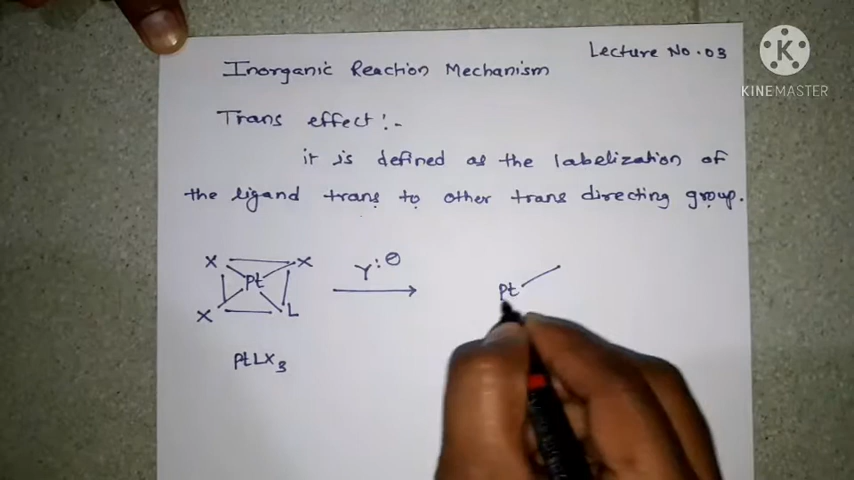 Lecture No. 03
K
KINEMASTER
Inorganic Reaction Mechanism
Trans effect :-
it is defined as the labelization of
the ligand trans to other trans directing group.
X X
Pt
X L
Y:⊖
Pt
PtLX3